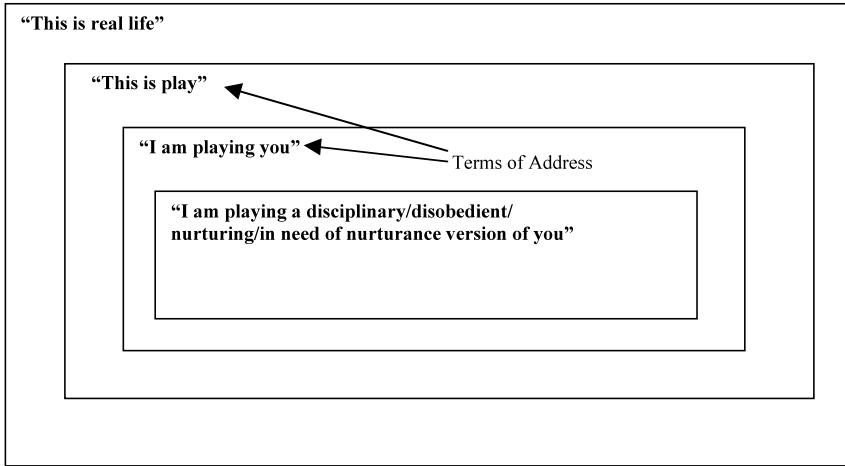 “This is real life”
“This is play”
“I am playing you”
Terms of Address
“I am playing a disciplinary/disobedient/
nurturing/in need of nurturance version of you”